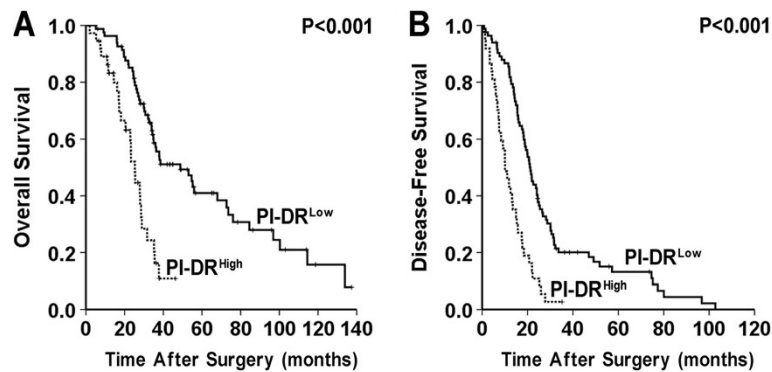 A
P<0.001
Overall Survival
1.0
0.8
0.6
0.4
0.2
0.0
PI-DR^Low
PI-DR^High
0 20 40 60 80 100 120 140
Time After Surgery (months)
B
P<0.001
Disease-Free Survival
1.0
0.8
0.6
0.4
0.2
0.0
PI-DR^Low
PI-DR^High
0 20 40 60 80 100 120
Time After Surgery (months)